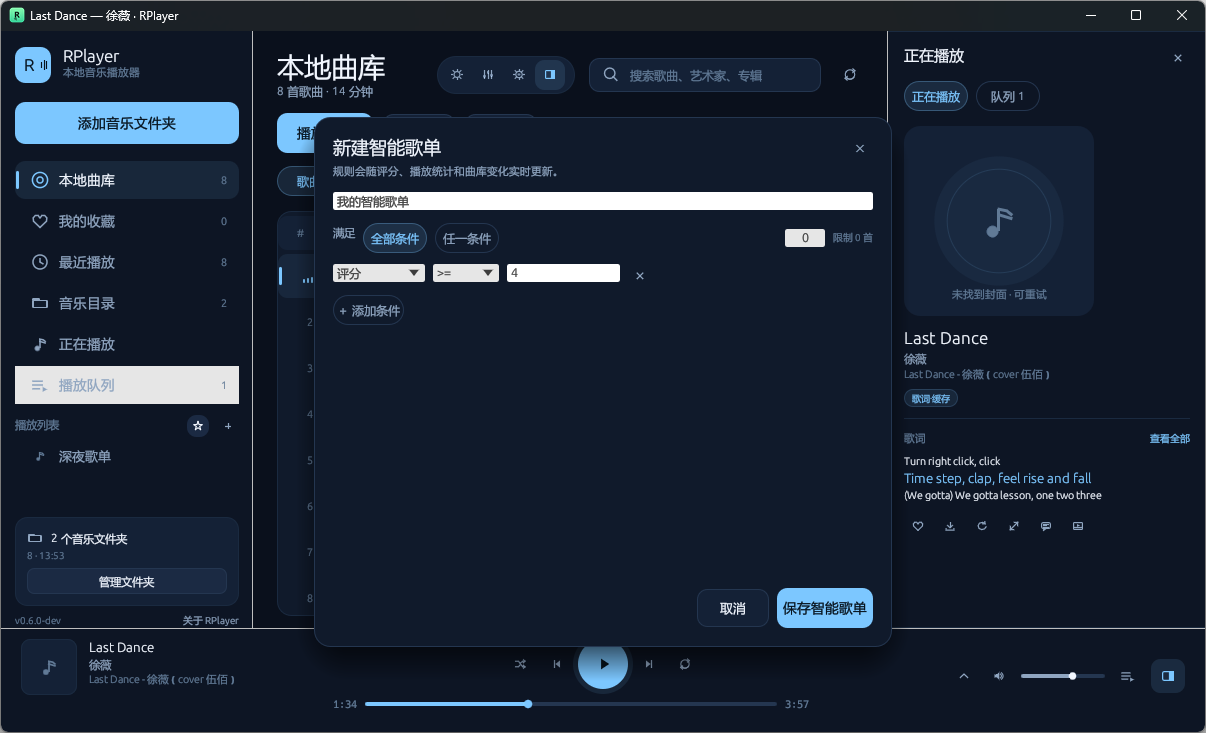 Last Dance — 徐薇 · RPlayer
R
RPlayer
本地音乐播放器
添加音乐文件夹
本地曲库 8
我的收藏 0
最近播放 8
音乐目录 2
正在播放
播放队列 1
播放列表 +
深夜歌单
2 个音乐文件夹
8 · 13:53
管理文件夹
v0.6.0-dev 关于 RPlayer
本地曲库
8 首歌曲 · 14 分钟
搜索歌曲、艺术家、专辑
#
2
3
4
5
6
7
8
新建智能歌单
规则会随评分、播放统计和曲库变化实时更新。
我的智能歌单
满足 全部条件 任一条件 0 限制 0 首
评分 >= 4 ×
+ 添加条件
取消 保存智能歌单
正在播放
正在播放 队列 1
未找到封面 · 可重试
Last Dance
徐薇
Last Dance - 徐薇 ( cover 伍佰 )
歌词·缓存
歌词 查看全部
Turn right click, click
Time step, clap, feel rise and fall
(We gotta) We gotta lesson, one two three
Last Dance
徐薇
Last Dance - 徐薇 ( cover 伍佰 )
1:34 3:57